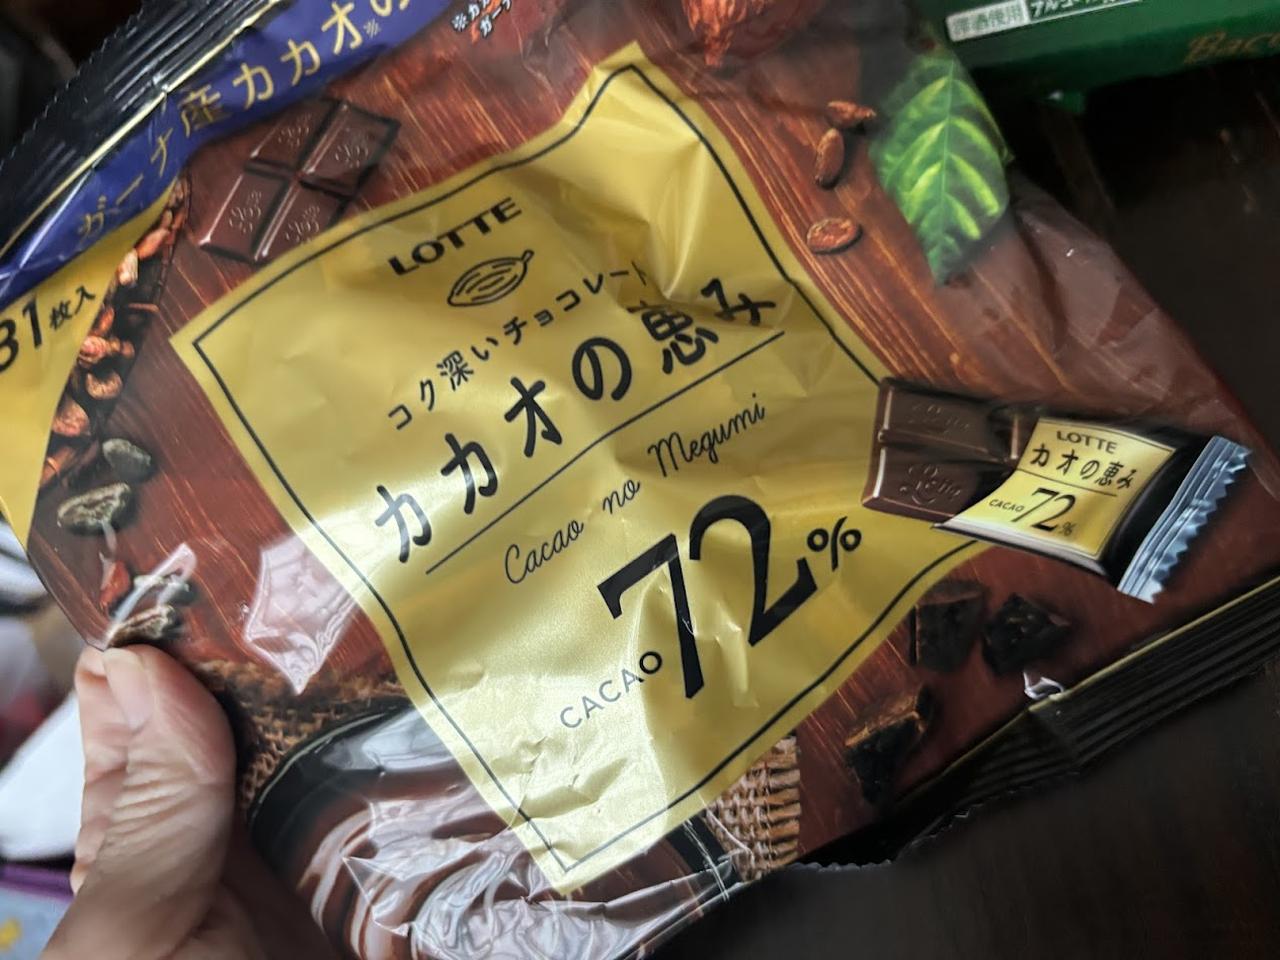 ガーナ産カカオの※
31枚入
LOTTE
コク深いチョコレート
カカオの恵み
Cacao no Megumi
CACAO 72%
LOTTE
カカオの恵み
CACAO 72%
Bacc